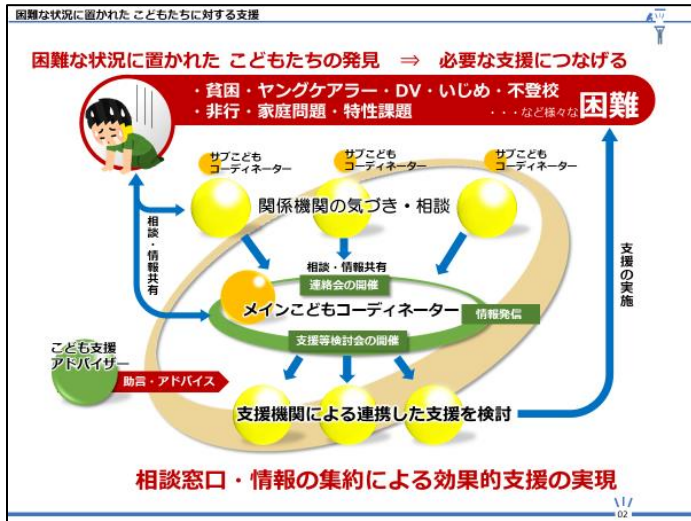 困難な状況に置かれた こどもたちに対する支援
困難な状況に置かれた こどもたちの発見 ⇒ 必要な支援につなげる
・貧困・ヤングケアラー・DV・いじめ・不登校
・非行・家庭問題・特性課題 ・・・など様々な困難
サブこども
コーディネーター
サブこども
コーディネーター
サブこども
コーディネーター
関係機関の気づき・相談
相談・情報共有
相談・情報共有
連絡会の開催
メインこどもコーディネーター
情報発信
支援等検討会の開催
支援の実施
こども支援
アドバイザー
助言・アドバイス
支援機関による連携した支援を検討
相談窓口・情報の集約による効果的支援の実現
02